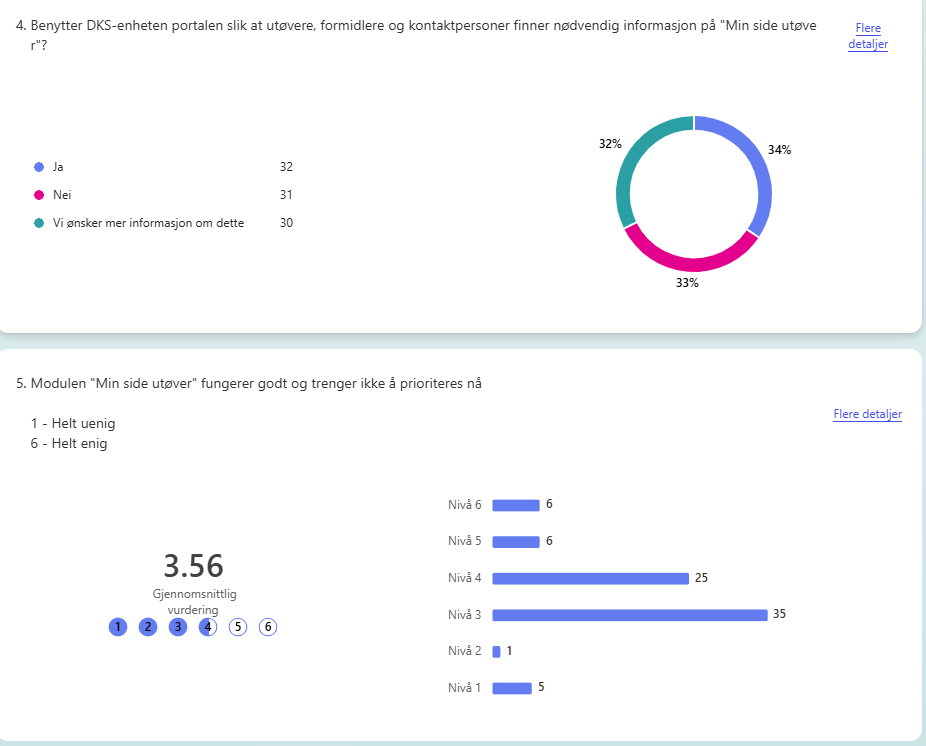 4. Benytter DKS-enheten portalen slik at utøvere, formidlere og kontaktpersoner finner nødvendig informasjon på "Min side utøve
r"?
Flere
detaljer
Ja 32
Nei 31
Vi ønsker mer informasjon om dette 30
32%
34%
33%
5. Modulen "Min side utøver" fungerer godt og trenger ikke å prioriteres nå
1 - Helt uenig
6 - Helt enig
Flere detaljer
3.56
Gjennomsnittlig
vurdering
1 2 3 4 5 6
Nivå 6 6
Nivå 5 6
Nivå 4 25
Nivå 3 35
Nivå 2 1
Nivå 1 5